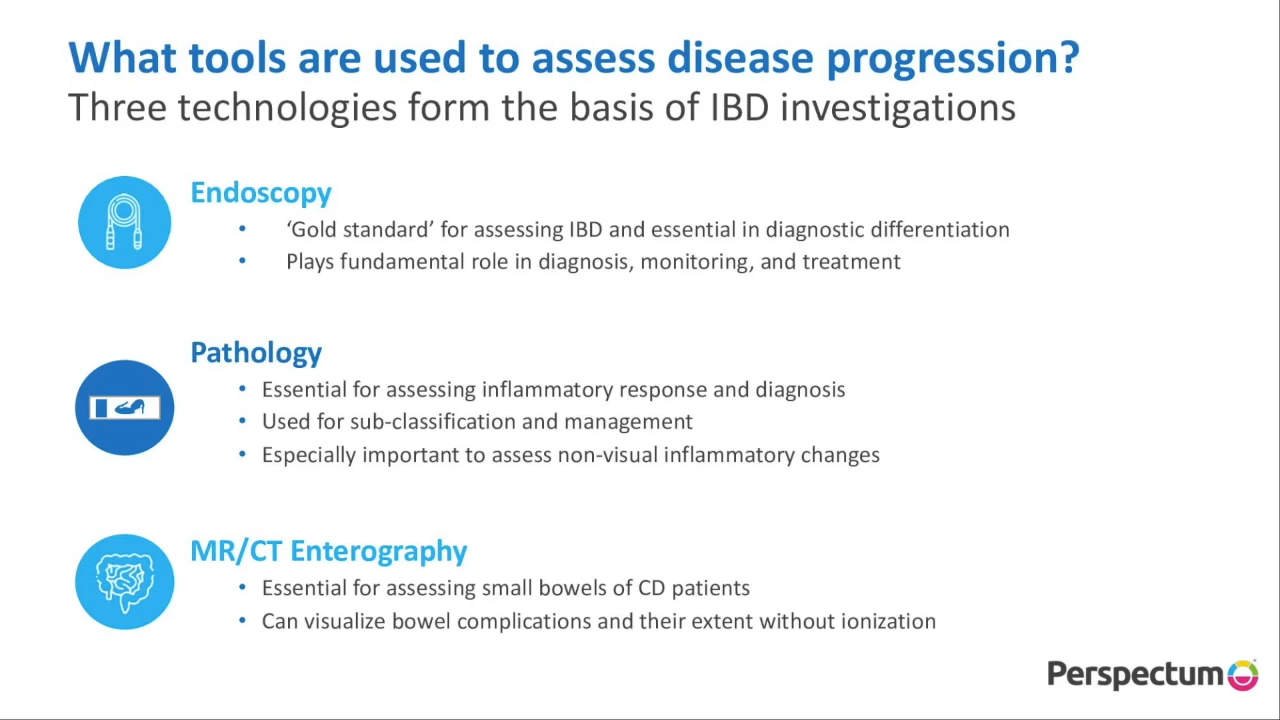 What tools are used to assess disease progression?
Three technologies form the basis of IBD investigations
Endoscopy
• ‘Gold standard’ for assessing IBD and essential in diagnostic differentiation
• Plays fundamental role in diagnosis, monitoring, and treatment
Pathology
• Essential for assessing inflammatory response and diagnosis
• Used for sub-classification and management
• Especially important to assess non-visual inflammatory changes
MR/CT Enterography
• Essential for assessing small bowels of CD patients
• Can visualize bowel complications and their extent without ionization
Perspectum